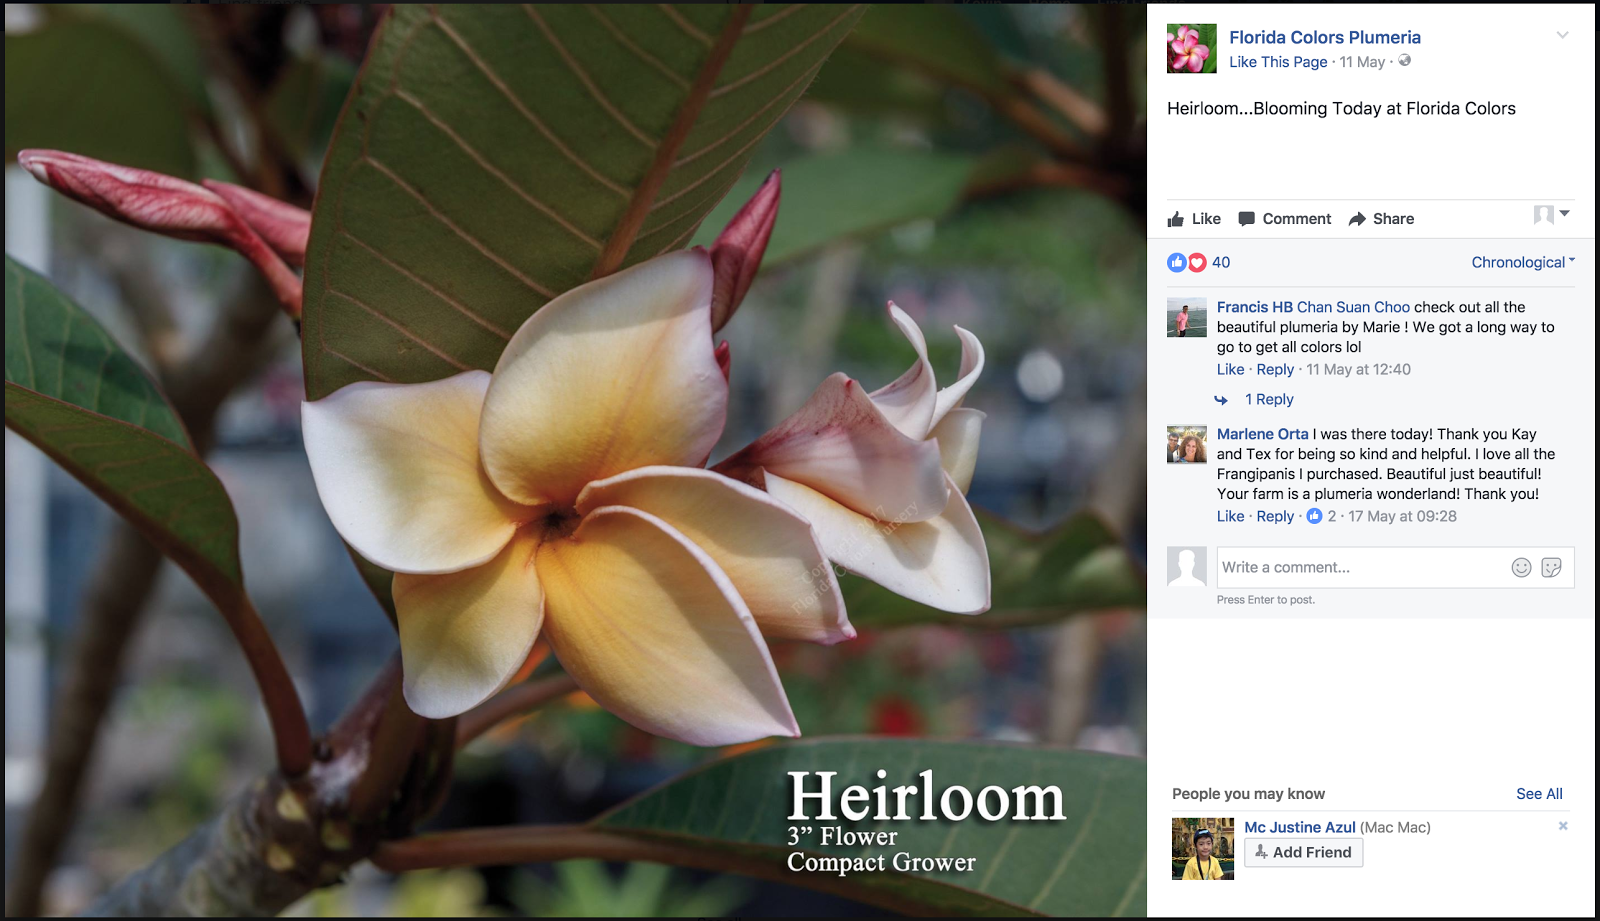 Florida Colors Plumeria
Like This Page · 11 May ·
Heirloom...Blooming Today at Florida Colors
Like Comment Share
40 Chronological
Francis HB Chan Suan Choo check out all the
beautiful plumeria by Marie ! We got a long way to
go to get all colors lol
Like · Reply · 11 May at 12:40
1 Reply
Marlene Orta I was there today! Thank you Kay
and Tex for being so kind and helpful. I love all the
Frangipanis I purchased. Beautiful just beautiful!
Your farm is a plumeria wonderland! Thank you!
Like · Reply · 2 · 17 May at 09:28
Write a comment...
Press Enter to post.
People you may know See All
Mc Justine Azul (Mac Mac)
Add Friend
Heirloom
3” Flower
Compact Grower